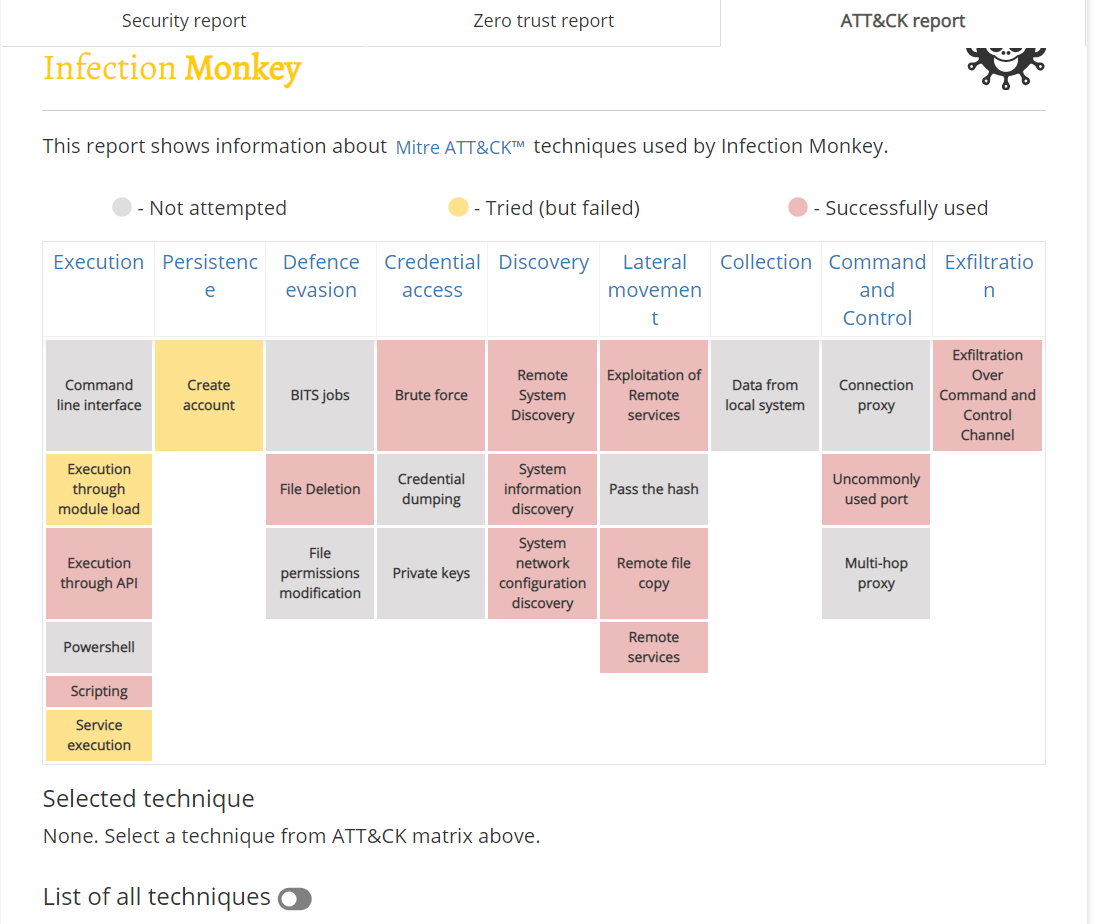 Security report
Zero trust report
ATT&CK report
Infection Monkey
This report shows information about Mitre ATT&CK™ techniques used by Infection Monkey.
- Not attempted
- Tried (but failed)
- Successfully used
Execution
Persistenc
e
Defence
evasion
Credential
access
Discovery
Lateral
movemen
t
Collection
Command
and
Control
Exfiltratio
n
Command
line interface
Create
account
BITS jobs
Brute force
Remote
System
Discovery
Exploitation of
Remote
services
Data from
local system
Connection
proxy
Exfiltration
Over
Command and
Control
Channel
Execution
through
module load
File Deletion
Credential
dumping
System
information
discovery
Pass the hash
Uncommonly
used port
Execution
through API
File
permissions
modification
Private keys
System
network
configuration
discovery
Remote file
copy
Multi-hop
proxy
Powershell
Remote
services
Scripting
Service
execution
Selected technique
None. Select a technique from ATT&CK matrix above.
List of all techniques